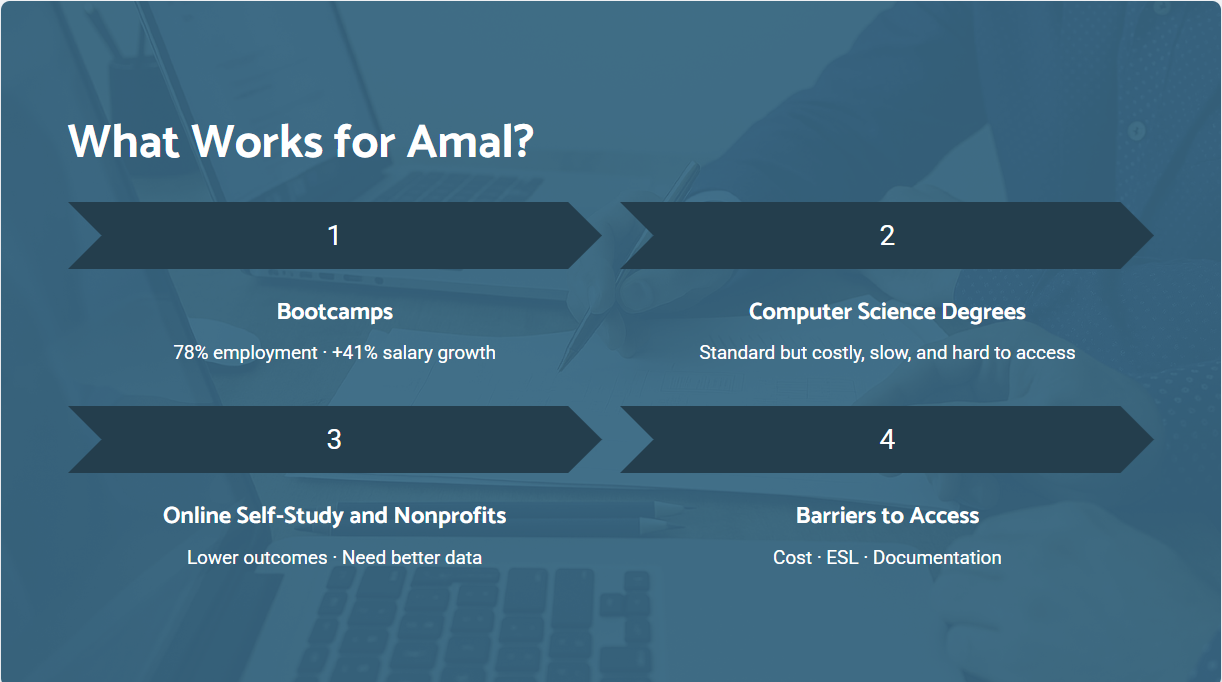 What Works for Amal?
1
2
Bootcamps
Computer Science Degrees
78% employment · +41% salary growth
Standard but costly, slow, and hard to access
3
4
Online Self-Study and Nonprofits
Barriers to Access
Lower outcomes · Need better data
Cost · ESL · Documentation